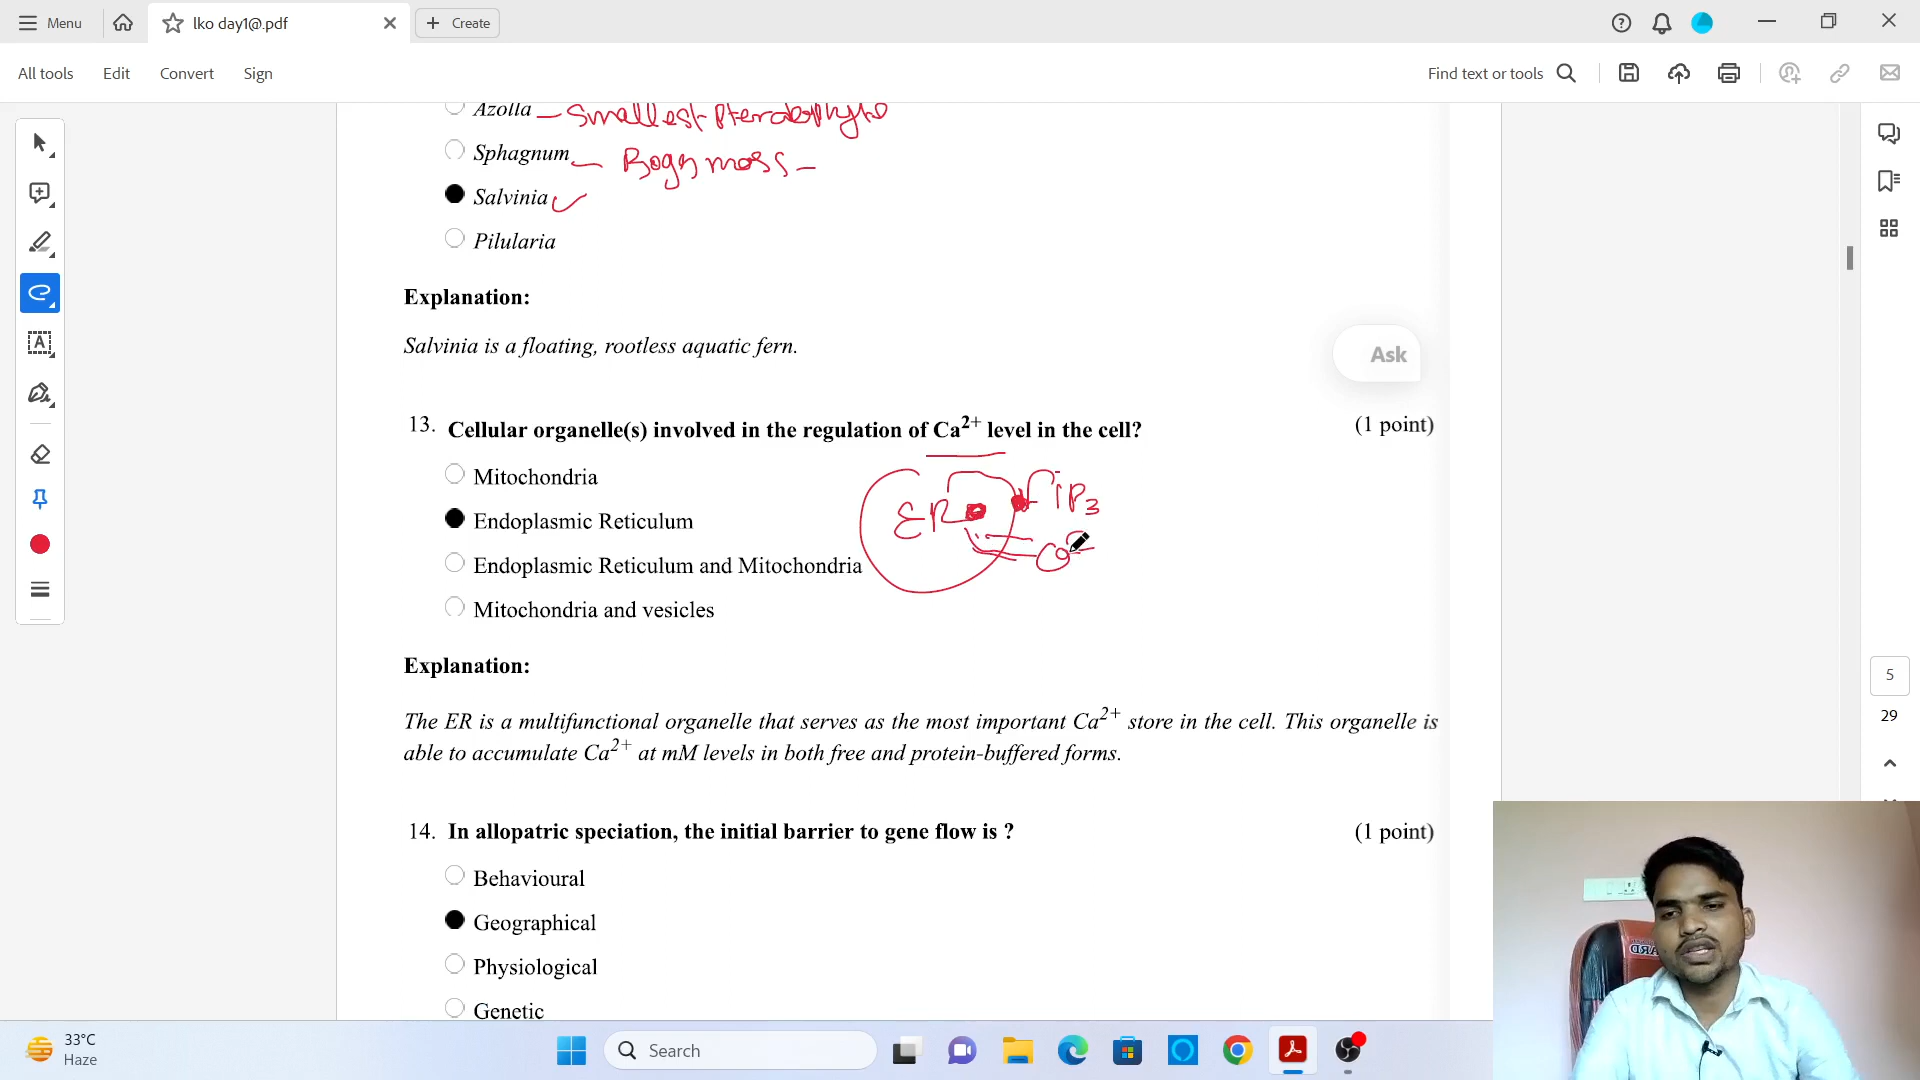 Menu
lko day1@.pdf
Create
All tools
Edit
Convert
Sign
Find text or tools
Azolla – Smallest Pteradophyto
Sphagnum – Bogg moss –
Salvinia
Pilularia
Explanation:
Salvinia is a floating, rootless aquatic fern.
Ask
13. Cellular organelle(s) involved in the regulation of Ca2+ level in the cell? (1 point)
Mitochondria
Endoplasmic Reticulum
Endoplasmic Reticulum and Mitochondria
Mitochondria and vesicles
ER
IP3
Explanation:
The ER is a multifunctional organelle that serves as the most important Ca2+ store in the cell. This organelle is
able to accumulate Ca2+ at mM levels in both free and protein-buffered forms.
14. In allopatric speciation, the initial barrier to gene flow is ? (1 point)
Behavioural
Geographical
Physiological
Genetic
5
29
33°C
Haze
Search